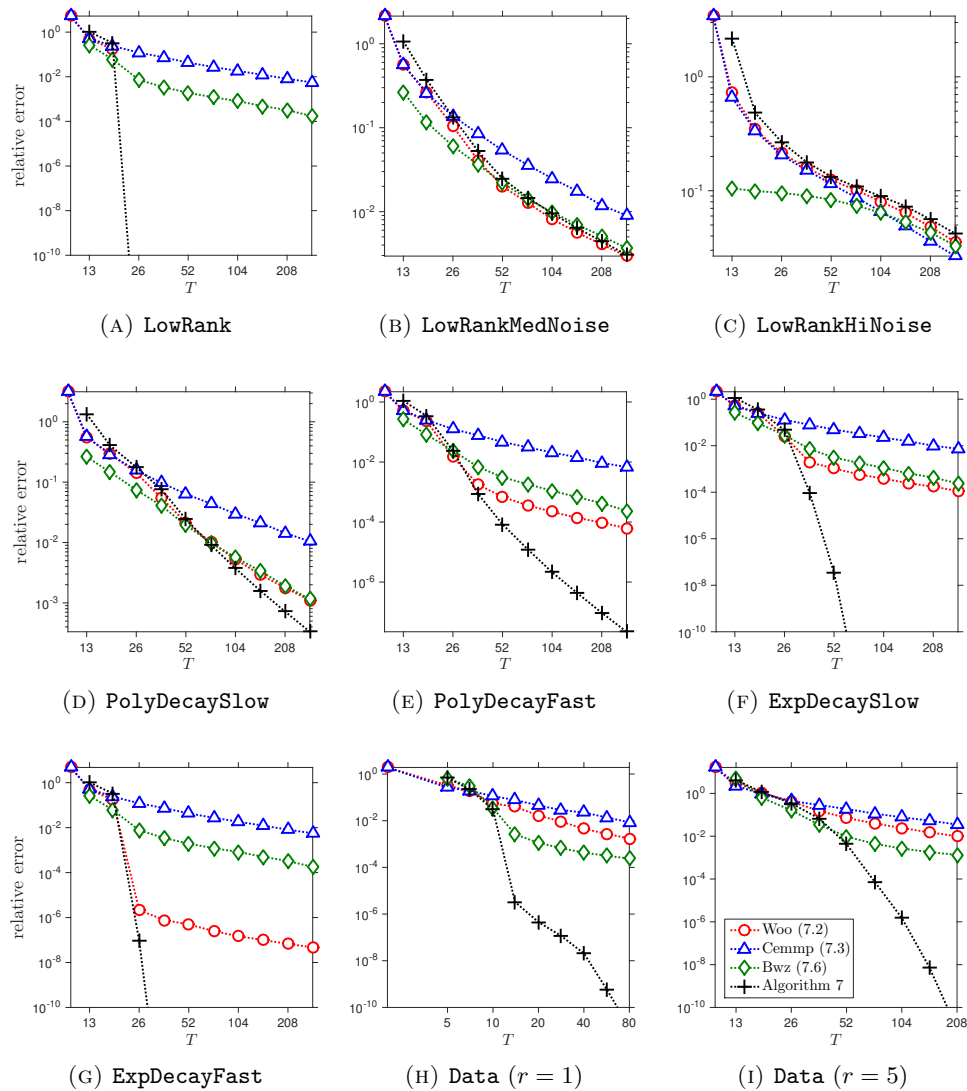 relative error
10^0
10^-2
10^-4
10^-6
10^-8
10^-10
13 26 52 104 208
T
(A) LowRank
10^0
10^-1
10^-2
13 26 52 104 208
T
(B) LowRankMedNoise
10^0
10^-1
13 26 52 104 208
T
(C) LowRankHiNoise
relative error
10^0
10^-1
10^-2
10^-3
13 26 52 104 208
T
(D) PolyDecaySlow
10^0
10^-2
10^-4
10^-6
13 26 52 104 208
T
(E) PolyDecayFast
10^0
10^-2
10^-4
10^-6
10^-8
10^-10
13 26 52 104 208
T
(F) ExpDecaySlow
relative error
10^0
10^-2
10^-4
10^-6
10^-8
10^-10
13 26 52 104 208
T
(G) ExpDecayFast
10^0
10^-2
10^-4
10^-6
10^-8
10^-10
5 10 20 40 80
T
(H) Data (r = 1)
10^0
10^-2
10^-4
10^-6
10^-8
10^-10
Woo (7.2)
Cemmp (7.3)
Bwz (7.6)
Algorithm 7
13 26 52 104 208
T
(I) Data (r = 5)